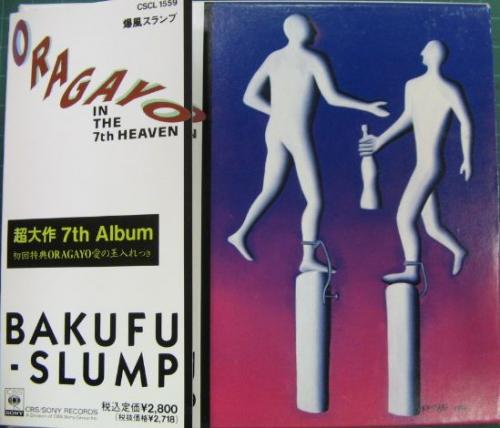 CSCL 1559
爆風スランプ
ORAGAYO
IN
THE
7th HEAVEN
超大作 7th Album
初回特典ORAGAYO愛の玉入れつき
BAKUFU
-SLUMP
SONY
CBS/SONY RECORDS
税込定価¥2,800
(税抜価格¥2,718)